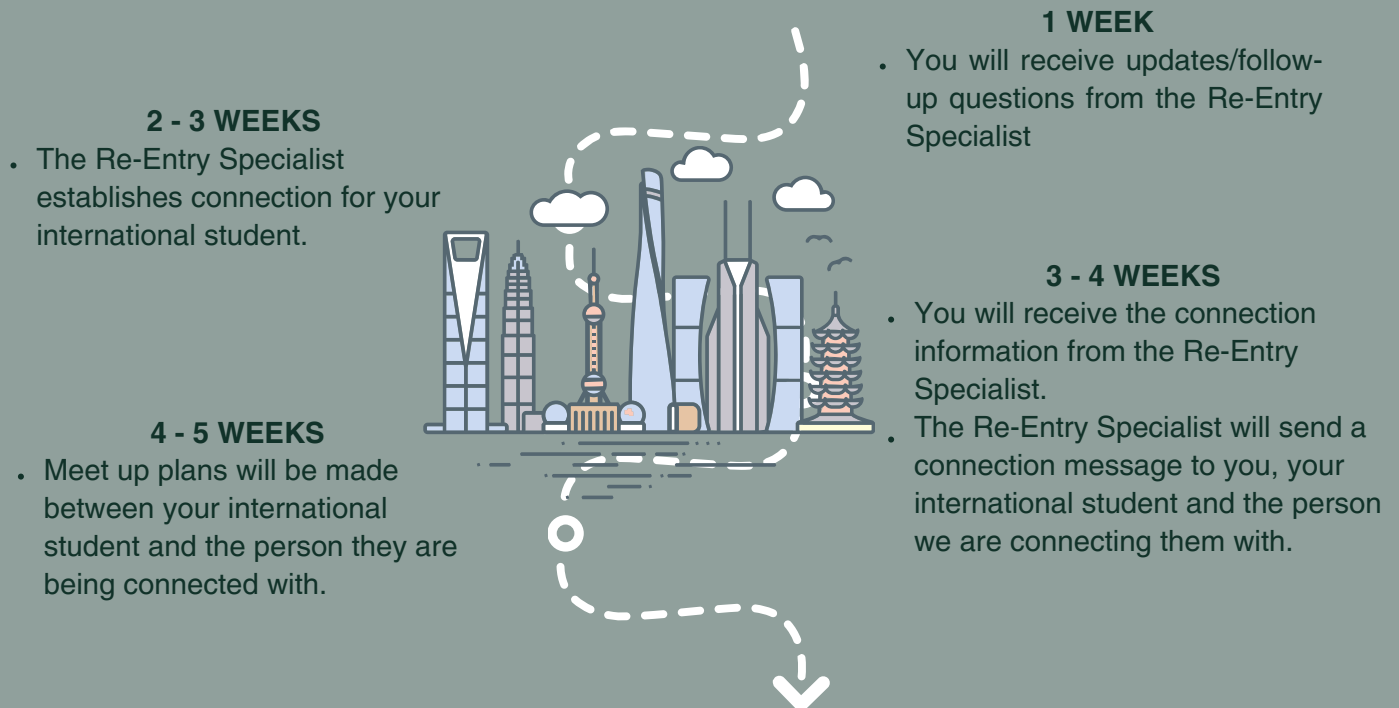 1 WEEK
• You will receive updates/follow-
up questions from the Re-Entry
Specialist
2 - 3 WEEKS
• The Re-Entry Specialist
establishes connection for your
international student.
3 - 4 WEEKS
• You will receive the connection
information from the Re-Entry
Specialist.
• The Re-Entry Specialist will send a
connection message to you, your
international student and the person
we are connecting them with.
4 - 5 WEEKS
• Meet up plans will be made
between your international
student and the person they are
being connected with.